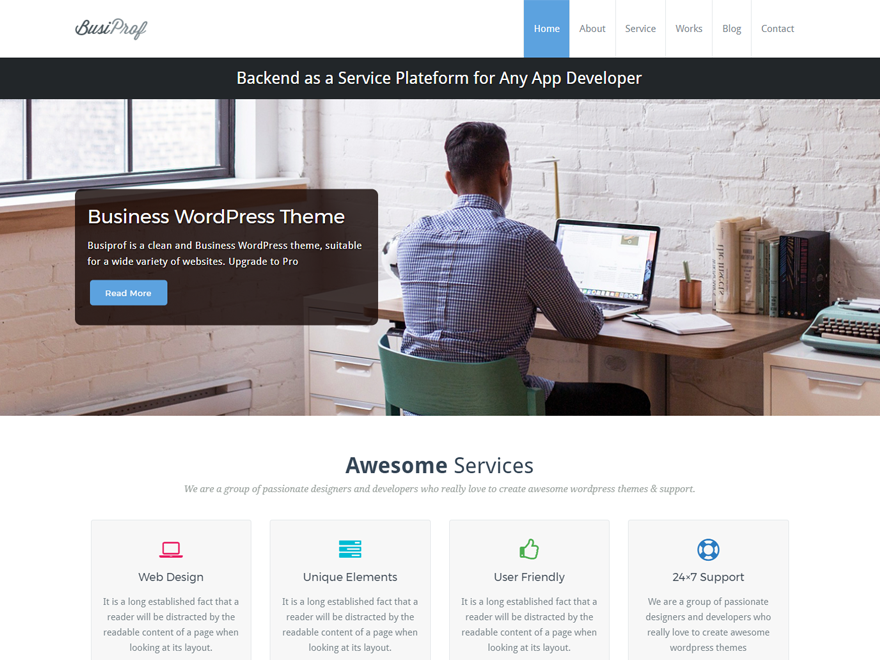 BusiProf
Home About Service Works Blog Contact
Backend as a Service Plateform for Any App Developer
Business WordPress Theme
Busiprof is a clean and Business WordPress theme, suitable
for a wide variety of websites. Upgrade to Pro
Read More
Awesome Services
We are a group of passionate designers and developers who really love to create awesome wordpress themes & support.
Web Design
It is a long established fact that a
reader will be distracted by the
readable content of a page when
looking at its layout.
Unique Elements
It is a long established fact that a
reader will be distracted by the
readable content of a page when
looking at its layout.
User Friendly
It is a long established fact that a
reader will be distracted by the
readable content of a page when
looking at its layout.
24×7 Support
We are a group of passionate
designers and developers who
really love to create awesome
wordpress themes